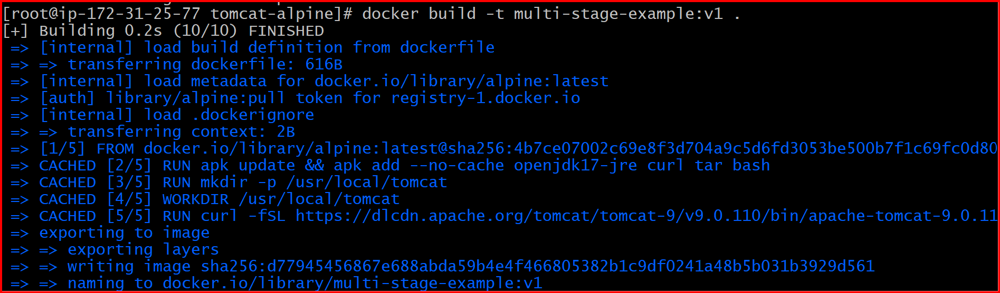 [root@ip-172-31-25-77 tomcat-alpine]# docker build -t multi-stage-example:v1 .
[+] Building 0.2s (10/10) FINISHED
=> [internal] load build definition from dockerfile
=> => transferring dockerfile: 616B
=> [internal] load metadata for docker.io/library/alpine:latest
=> [auth] library/alpine:pull token for registry-1.docker.io
=> [internal] load .dockerignore
=> => transferring context: 2B
=> [1/5] FROM docker.io/library/alpine:latest@sha256:4b7ce07002c69e8f3d704a9c5d6fd3053be500b7f1c69fc0d80
=> CACHED [2/5] RUN apk update && apk add --no-cache openjdk17-jre curl tar bash
=> CACHED [3/5] RUN mkdir -p /usr/local/tomcat
=> CACHED [4/5] WORKDIR /usr/local/tomcat
=> CACHED [5/5] RUN curl -fSL https://dlcdn.apache.org/tomcat/tomcat-9/v9.0.110/bin/apache-tomcat-9.0.11
=> exporting to image
=> => exporting layers
=> => writing image sha256:d77945456867e688abda59b4e4f466805382b1c9df0241a48b5b031b3929d561
=> => naming to docker.io/library/multi-stage-example:v1